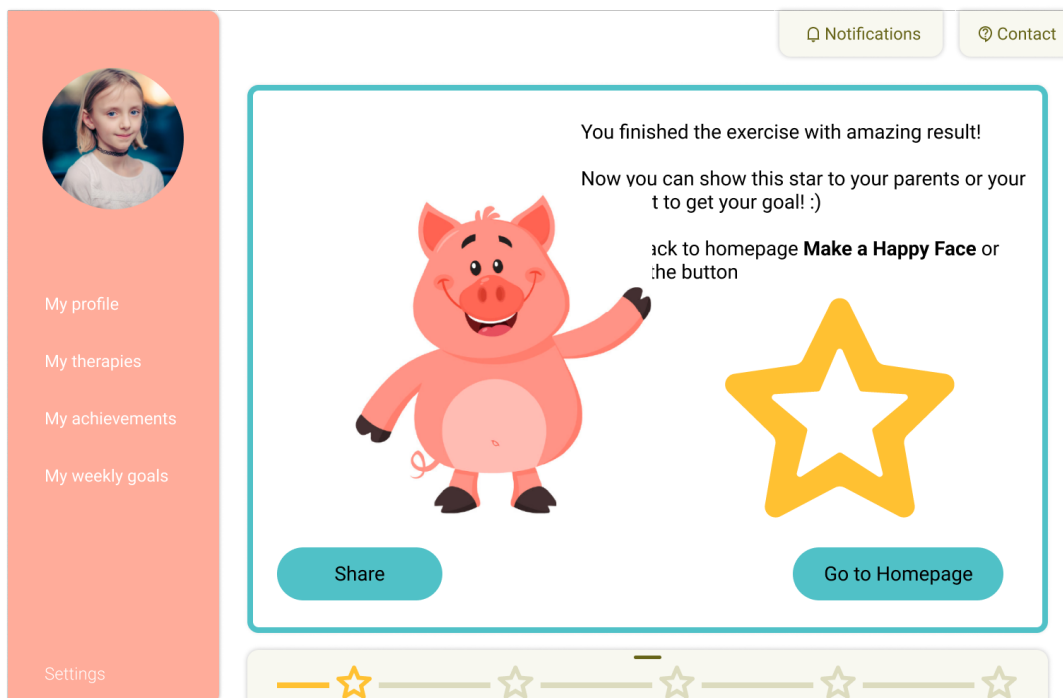 Notifications
Contact
You finished the exercise with amazing result!
Now you can show this star to your parents or your
t to get your goal! :)
ack to homepage Make a Happy Face or
the button
My profile
My therapies
My achievements
My weekly goals
Share
Go to Homepage
Settings